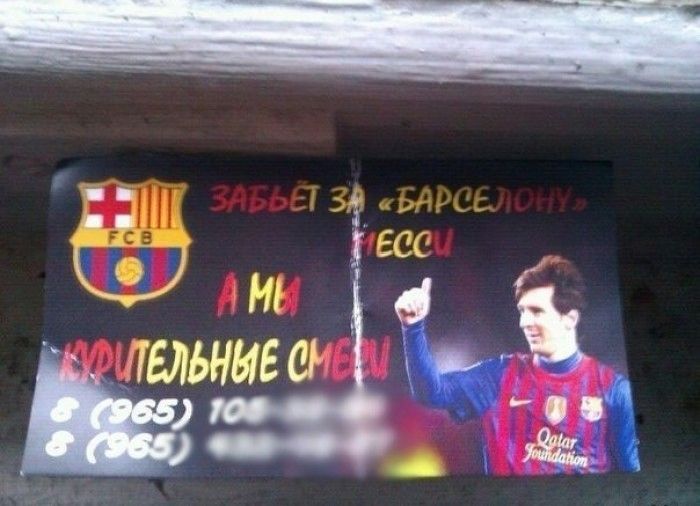 FCB
ЗАБЬЁТ ЗА «БАРСЕЛОНУ»
МЕССИ
А МЫ
КУРИТЕЛЬНЫЕ СМЕСИ
8 (965)
8 (965)
Qatar
Foundation